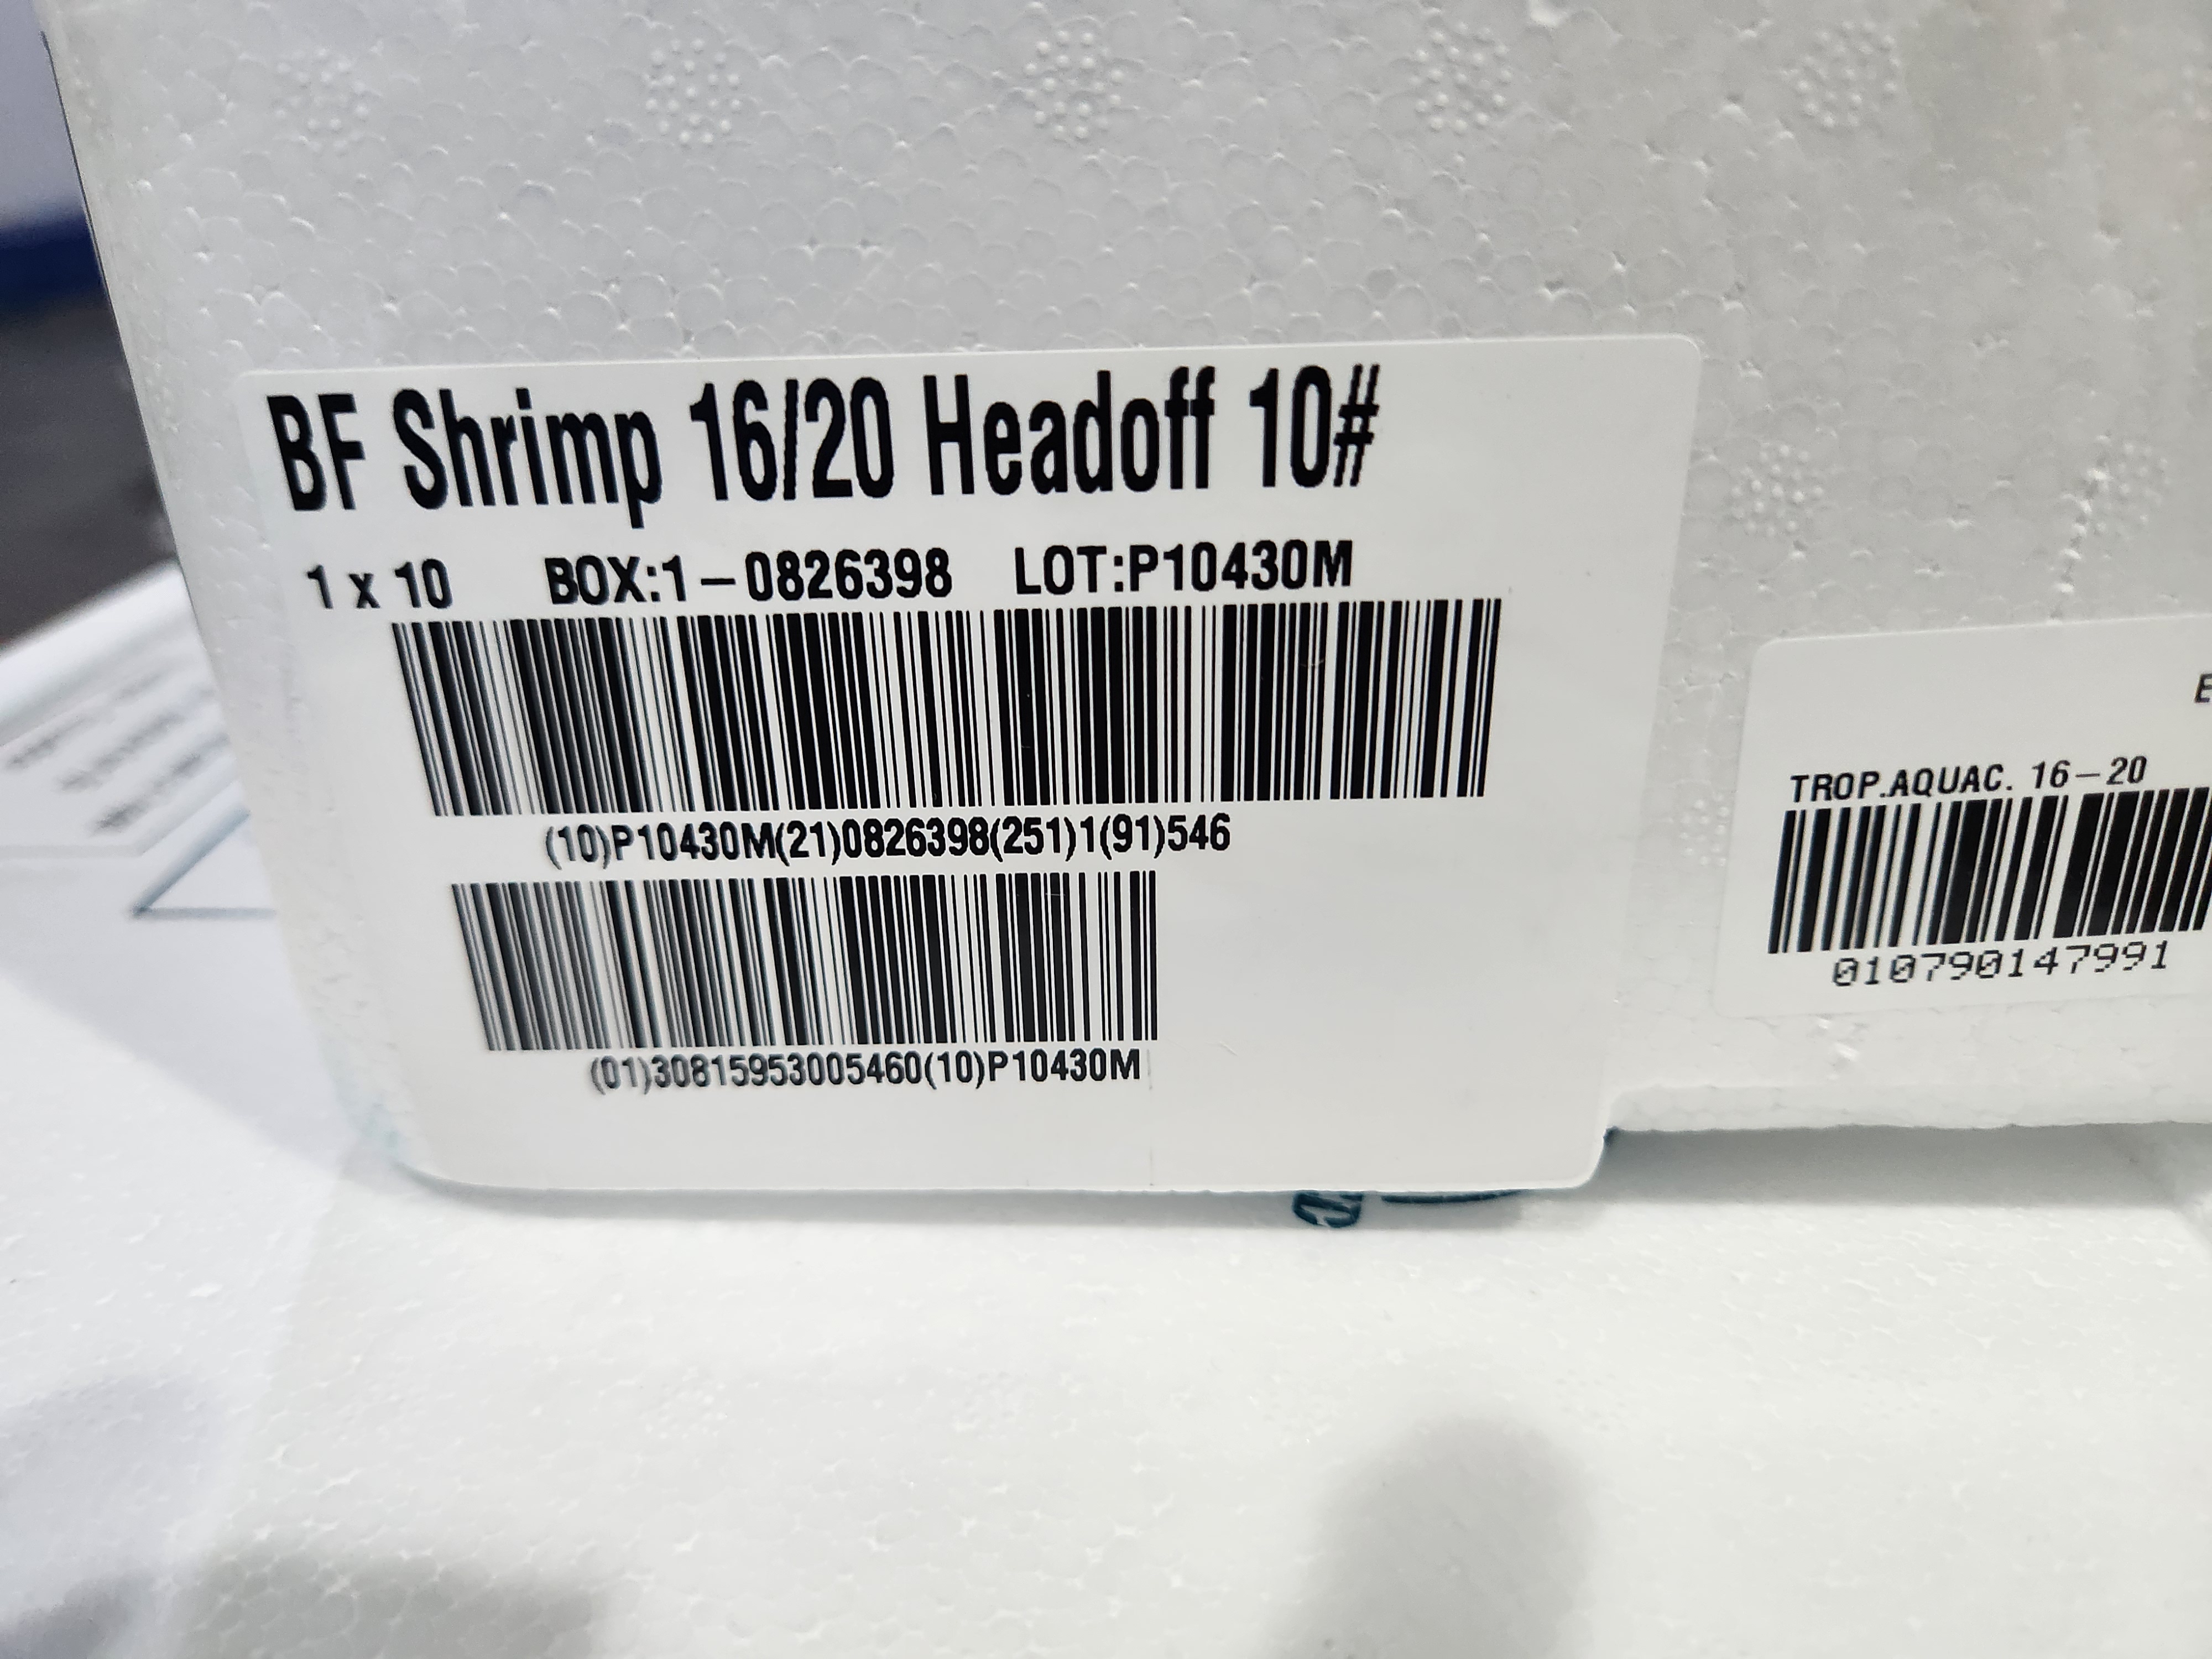 BF Shrimp 16/20 Headoff 10#
1 x 10 BOX:1-0826398 LOT:P10430M
(10)P10430M(21)0826398(251)1(91)546
(01)30815953005460(10)P10430M
E
TROP.AQUAC. 16-20
010790147991